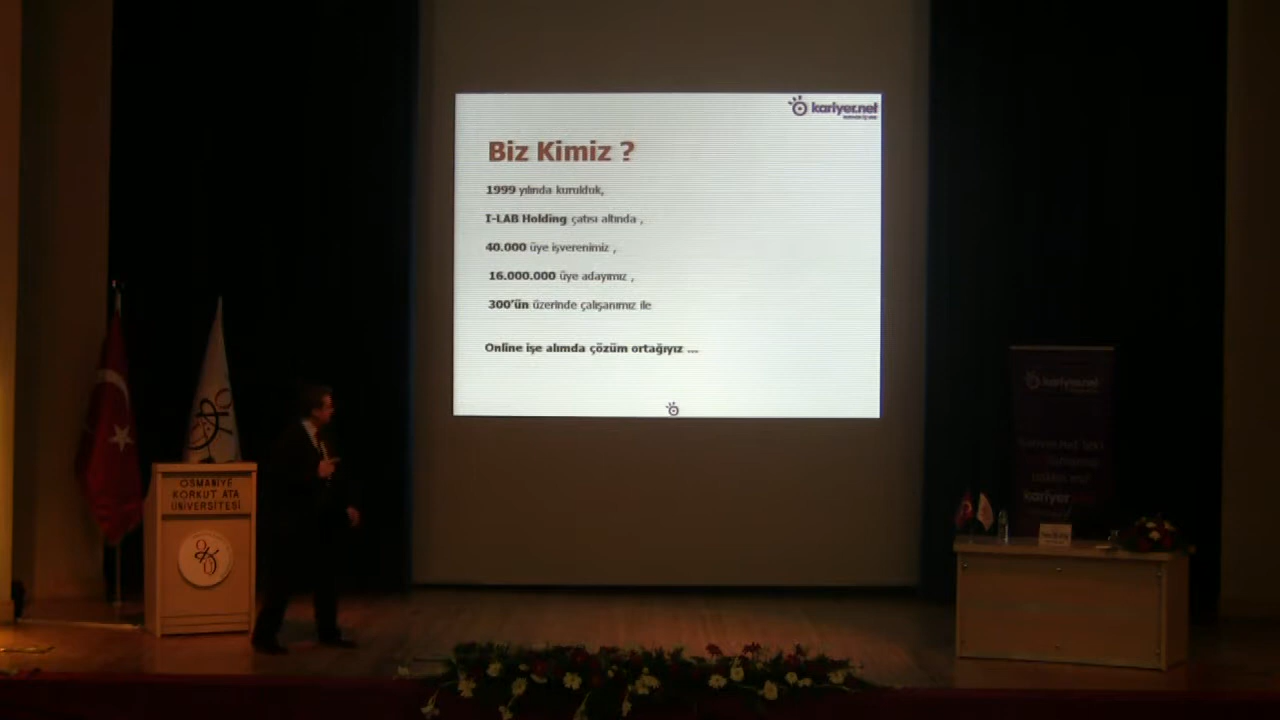 kariyer.net
Biz Kimiz ?
1999 yılında kurulduk,
I-LAB Holding çatısı altında ,
40.000 üye işverenimiz ,
16.000.000 üye adayımız ,
300'ün üzerinde çalışanımız ile
Online işe alımda çözüm ortağıyız ...
OSMANİYE
KORKUT ATA
ÜNİVERSİTESİ
kariyer.net
kariyer